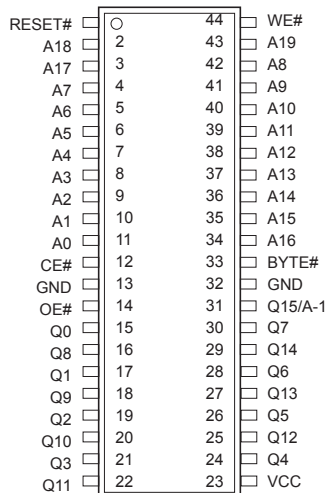 RESET# 44 WE#
A18 2 43 A19
A17 3 42 A8
A7 4 41 A9
A6 5 40 A10
A5 6 39 A11
A4 7 38 A12
A3 8 37 A13
A2 9 36 A14
A1 10 35 A15
A0 11 34 A16
CE# 12 33 BYTE#
GND 13 32 GND
OE# 14 31 Q15/A-1
Q0 15 30 Q7
Q8 16 29 Q14
Q1 17 28 Q6
Q9 18 27 Q13
Q2 19 26 Q5
Q10 20 25 Q12
Q3 21 24 Q4
Q11 22 23 VCC